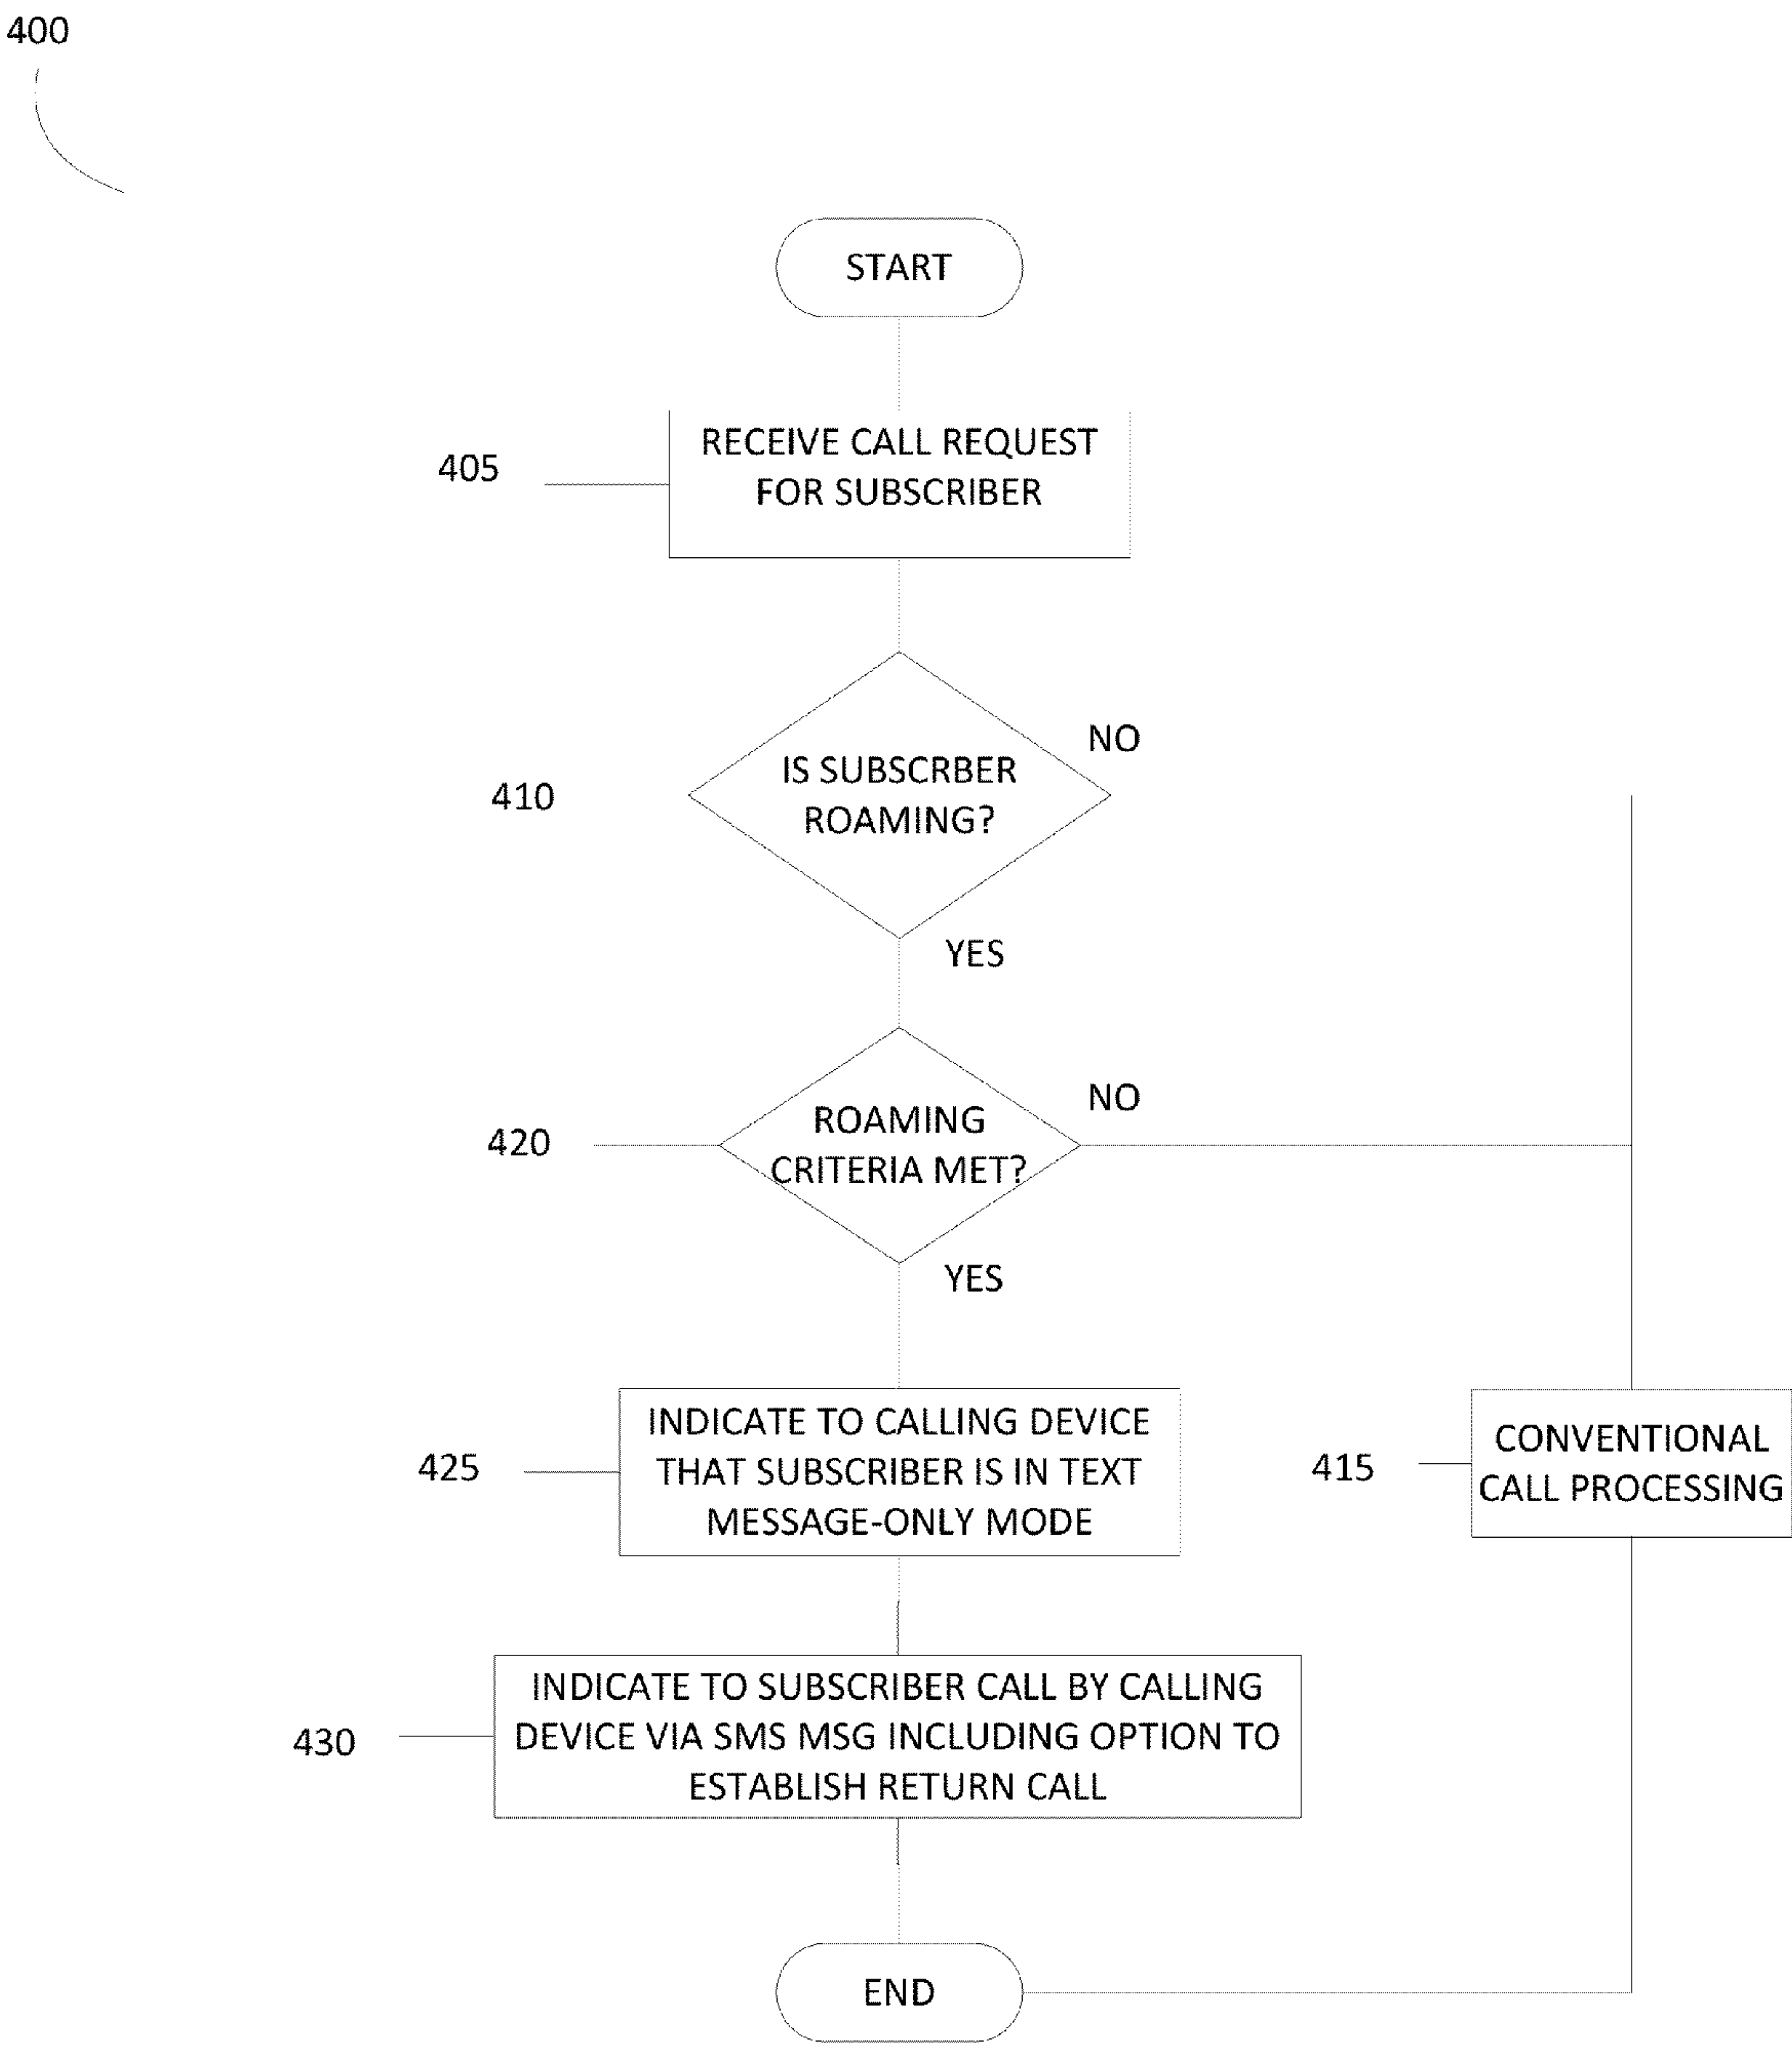 400
START
405
RECEIVE CALL REQUEST
FOR SUBSCRIBER
410
IS SUBSCRBER
ROAMING?
NO
YES
420
ROAMING
CRITERIA MET?
NO
YES
425
INDICATE TO CALLING DEVICE
THAT SUBSCRIBER IS IN TEXT
MESSAGE-ONLY MODE
415
CONVENTIONAL
CALL PROCESSING
430
INDICATE TO SUBSCRIBER CALL BY CALLING
DEVICE VIA SMS MSG INCLUDING OPTION TO
ESTABLISH RETURN CALL
END